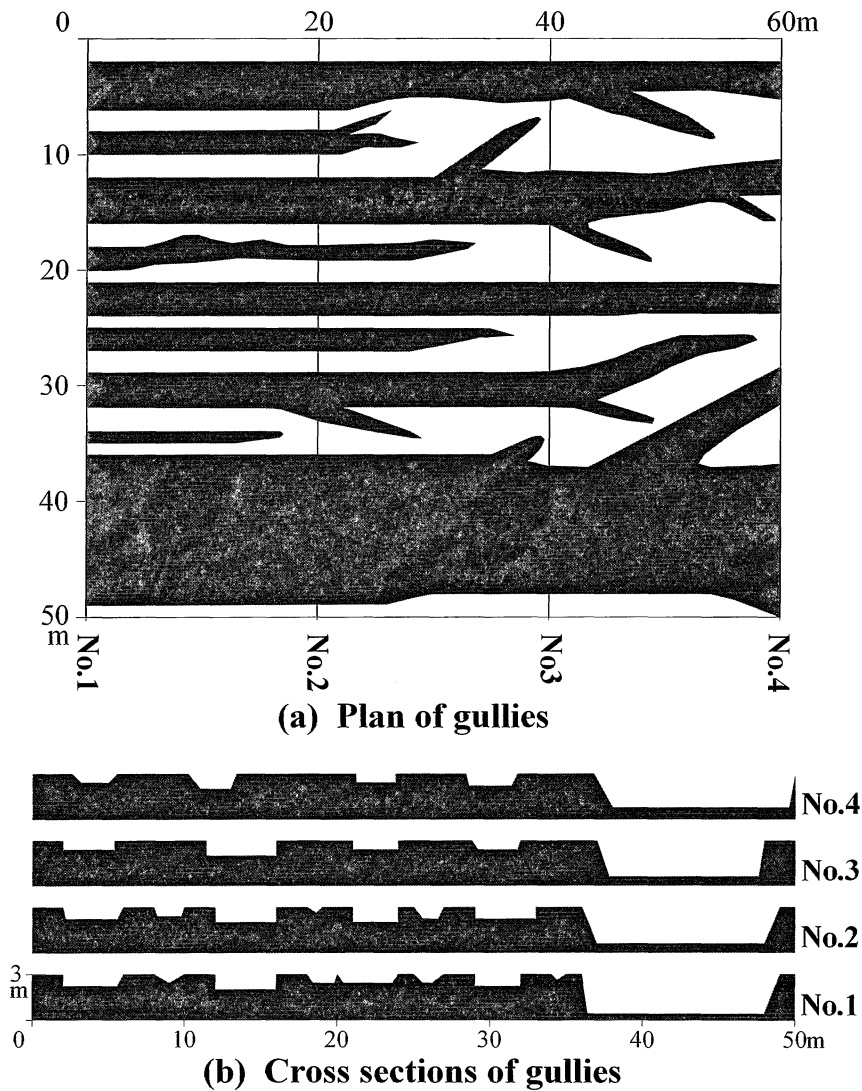 0 20 40 60m
10
20
30
40
50
m
No.1 No.2 No3 No.4
(a) Plan of gullies
No.4
No.3
No.2
3
m
No.1
0 10 20 30 40 50m
(b) Cross sections of gullies